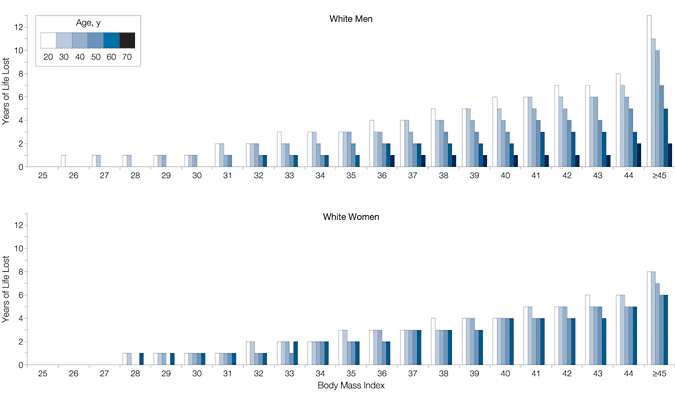 White Men
Age, y
20 30 40 50 60 70
Years of Life Lost
12
10
8
6
4
2
0
25 26 27 28 29 30 31 32 33 34 35 36 37 38 39 40 41 42 43 44 ≥45
White Women
Years of Life Lost
12
10
8
6
4
2
0
25 26 27 28 29 30 31 32 33 34 35 36 37 38 39 40 41 42 43 44 ≥45
Body Mass Index